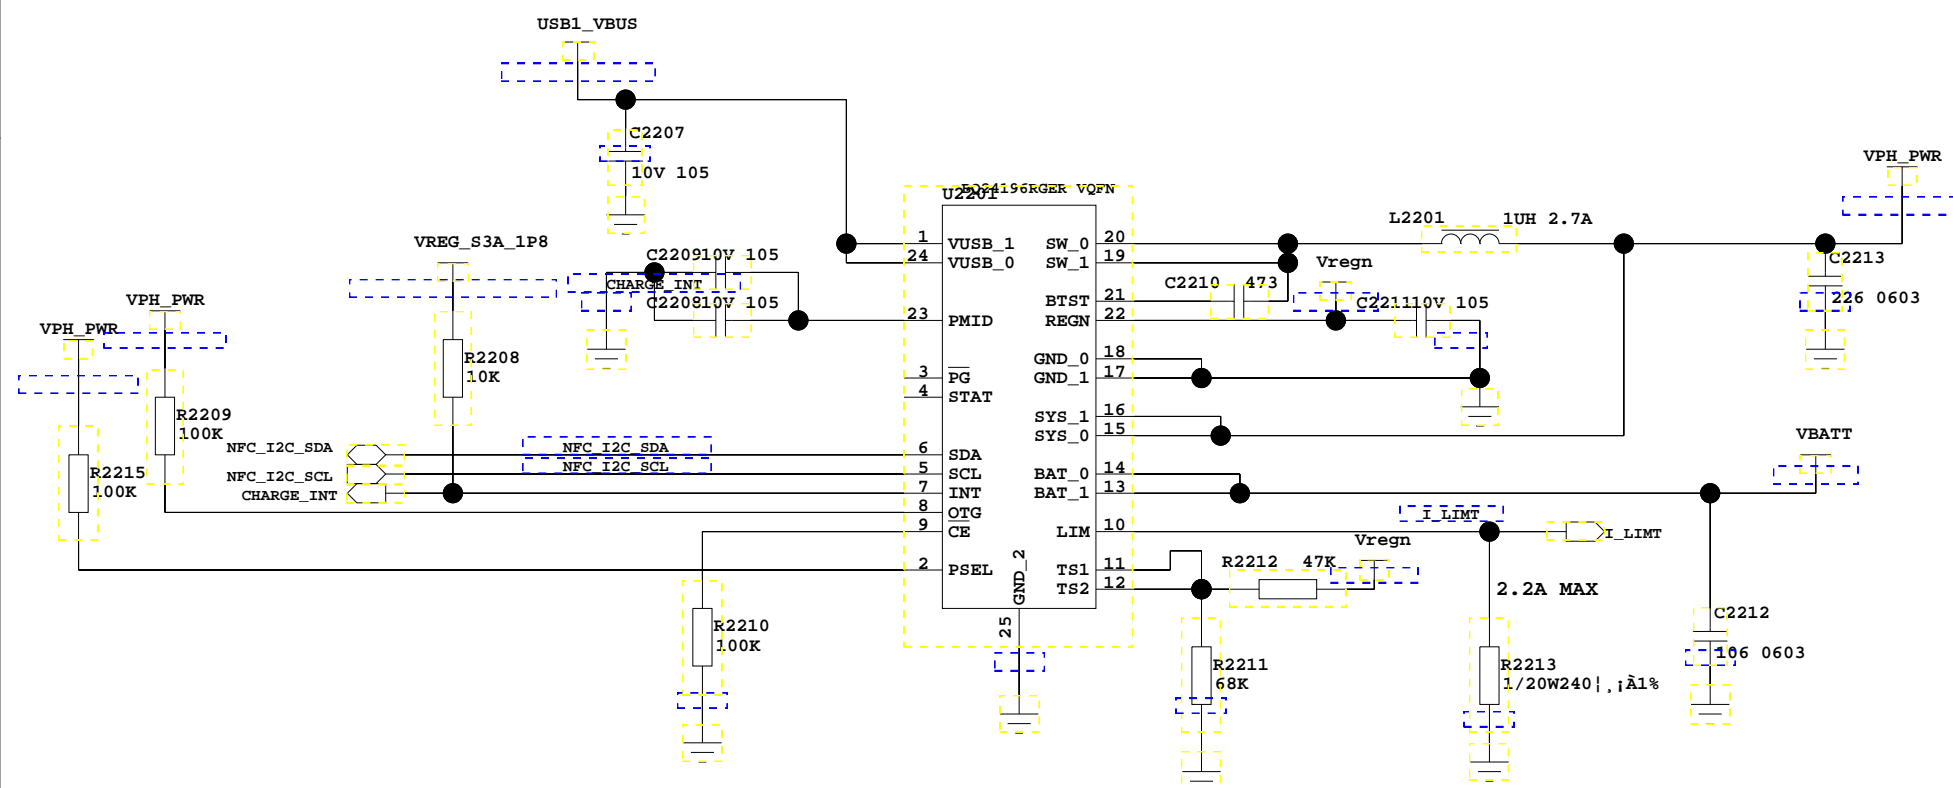 USB1_VBUS
C2207
10V 105
VPH_PWR
U2201
BQ24196RGER VQFN
L2201 1UH 2.7A
VREG_S3A_1P8
1 VUSB_1 SW_0 20
24 VUSB_0 SW_1 19
C2209 10V 105
Vregn
C2213
CHARGE_INT
C2210 473
VPH_PWR
C2208 10V 105
BTST 21
C2211 10V 105
226 0603
VPH_PWR
23 PMID REGN 22
R2208
10K
GND_0 18
3 PG GND_1 17
4 STAT
R2209
100K
SYS_1 16
SYS_0 15
VBATT
NFC_I2C_SDA NFC_I2C_SDA 6 SDA
NFC_I2C_SCL NFC_I2C_SCL 5 SCL BAT_0 14
CHARGE_INT 7 INT BAT_1 13
R2215
100K
8 OTG
I_LIMT
9 CE LIM 10
I_LIMT
Vregn
2 PSEL TS1 11
R2212 47K
TS2 12
2.2A MAX
GND_2
25
C2212
106 0603
R2210
100K
R2211
68K
R2213
1/20W240¦¸¡À1%